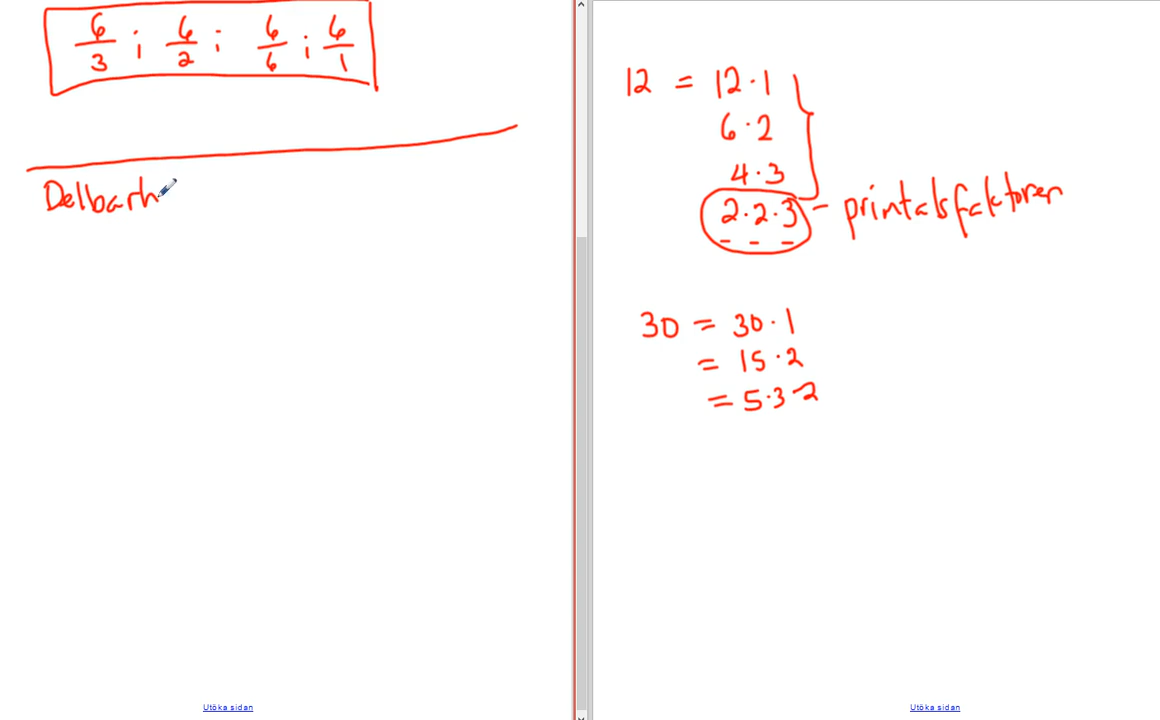 6/3 ; 6/2 ; 6/6 ; 6/1
Delbarh
Utöka sidan
12 = 12·1
6·2
4·3
2·2·3 - printalsfaktorer
30 = 30·1
= 15·2
= 5·3·2
Utöka sidan